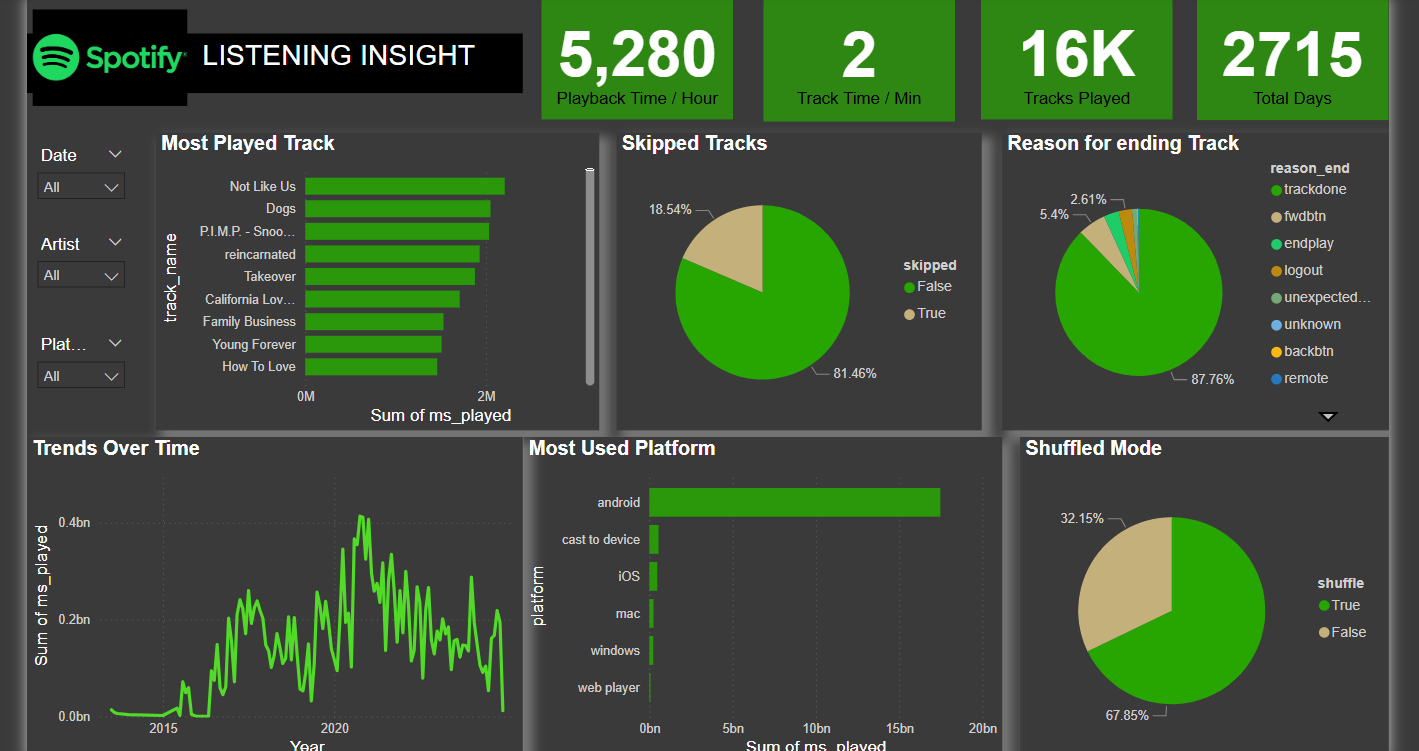 Spotify®
LISTENING INSIGHT
5,280
Playback Time / Hour
2
Track Time / Min
16K
Tracks Played
2715
Total Days
Date
All
Artist
All
Plat…
All
Most Played Track
track_name
Not Like Us
Dogs
P.I.M.P. - Snoo…
reincarnated
Takeover
California Lov…
Family Business
Young Forever
How To Love
0M
2M
Sum of ms_played
Skipped Tracks
18.54%
81.46%
skipped
False
True
Reason for ending Track
2.61%
5.4%
87.76%
reason_end
trackdone
fwdbtn
endplay
logout
unexpected…
unknown
backbtn
remote
Trends Over Time
Sum of ms_played
0.4bn
0.2bn
0.0bn
2015
2020
Year
Most Used Platform
platform
android
cast to device
iOS
mac
windows
web player
0bn
5bn
10bn
15bn
20bn
Sum of ms_played
Shuffled Mode
32.15%
67.85%
shuffle
True
False